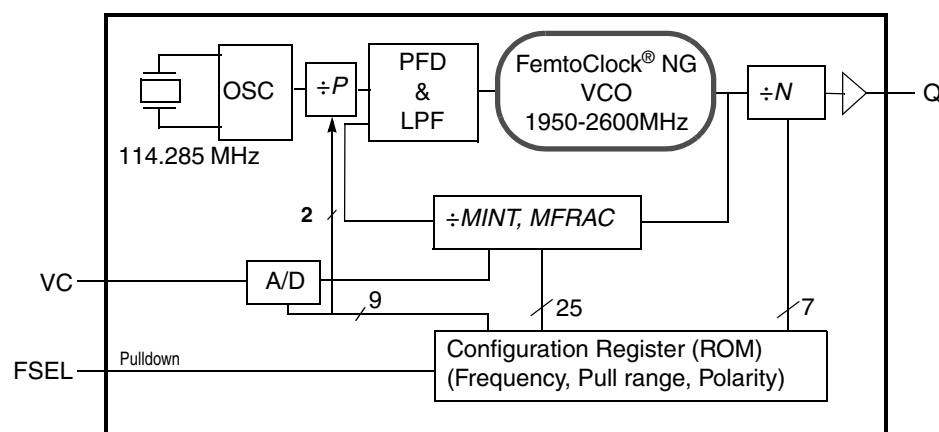 PFD
&
LPF
FemtoClock® NG
VCO
1950-2600MHz
OSC
÷P
÷N
Q
114.285 MHz
2
÷MINT, MFRAC
VC
A/D
9
25
7
FSEL
Pulldown
Configuration Register (ROM)
(Frequency, Pull range, Polarity)